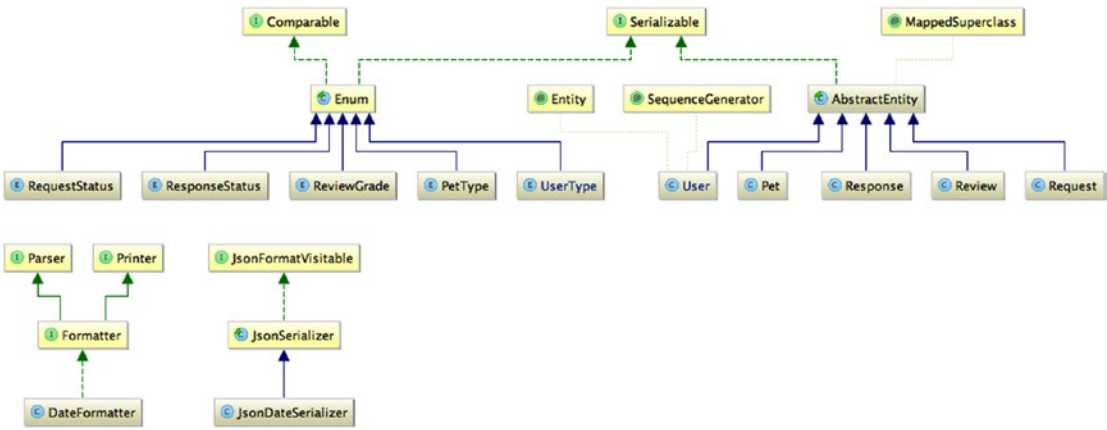 Comparable
Serializable
MappedSuperclass
Enum
Entity
SequenceGenerator
AbstractEntity
RequestStatus
ResponseStatus
ReviewGrade
PetType
UserType
User
Pet
Response
Review
Request
Parser
Printer
JsonFormatVisitable
Formatter
JsonSerializer
DateFormatter
JsonDateSerializer